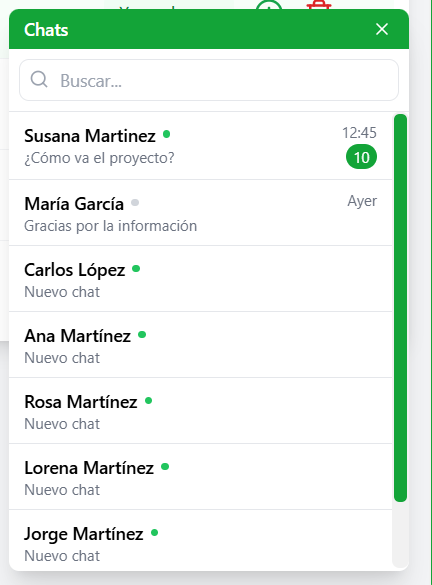 Chats
Buscar...
Susana Martinez
12:45
¿Cómo va el proyecto?
10
María García
Ayer
Gracias por la información
Carlos López
Nuevo chat
Ana Martínez
Nuevo chat
Rosa Martínez
Nuevo chat
Lorena Martínez
Nuevo chat
Jorge Martínez
Nuevo chat